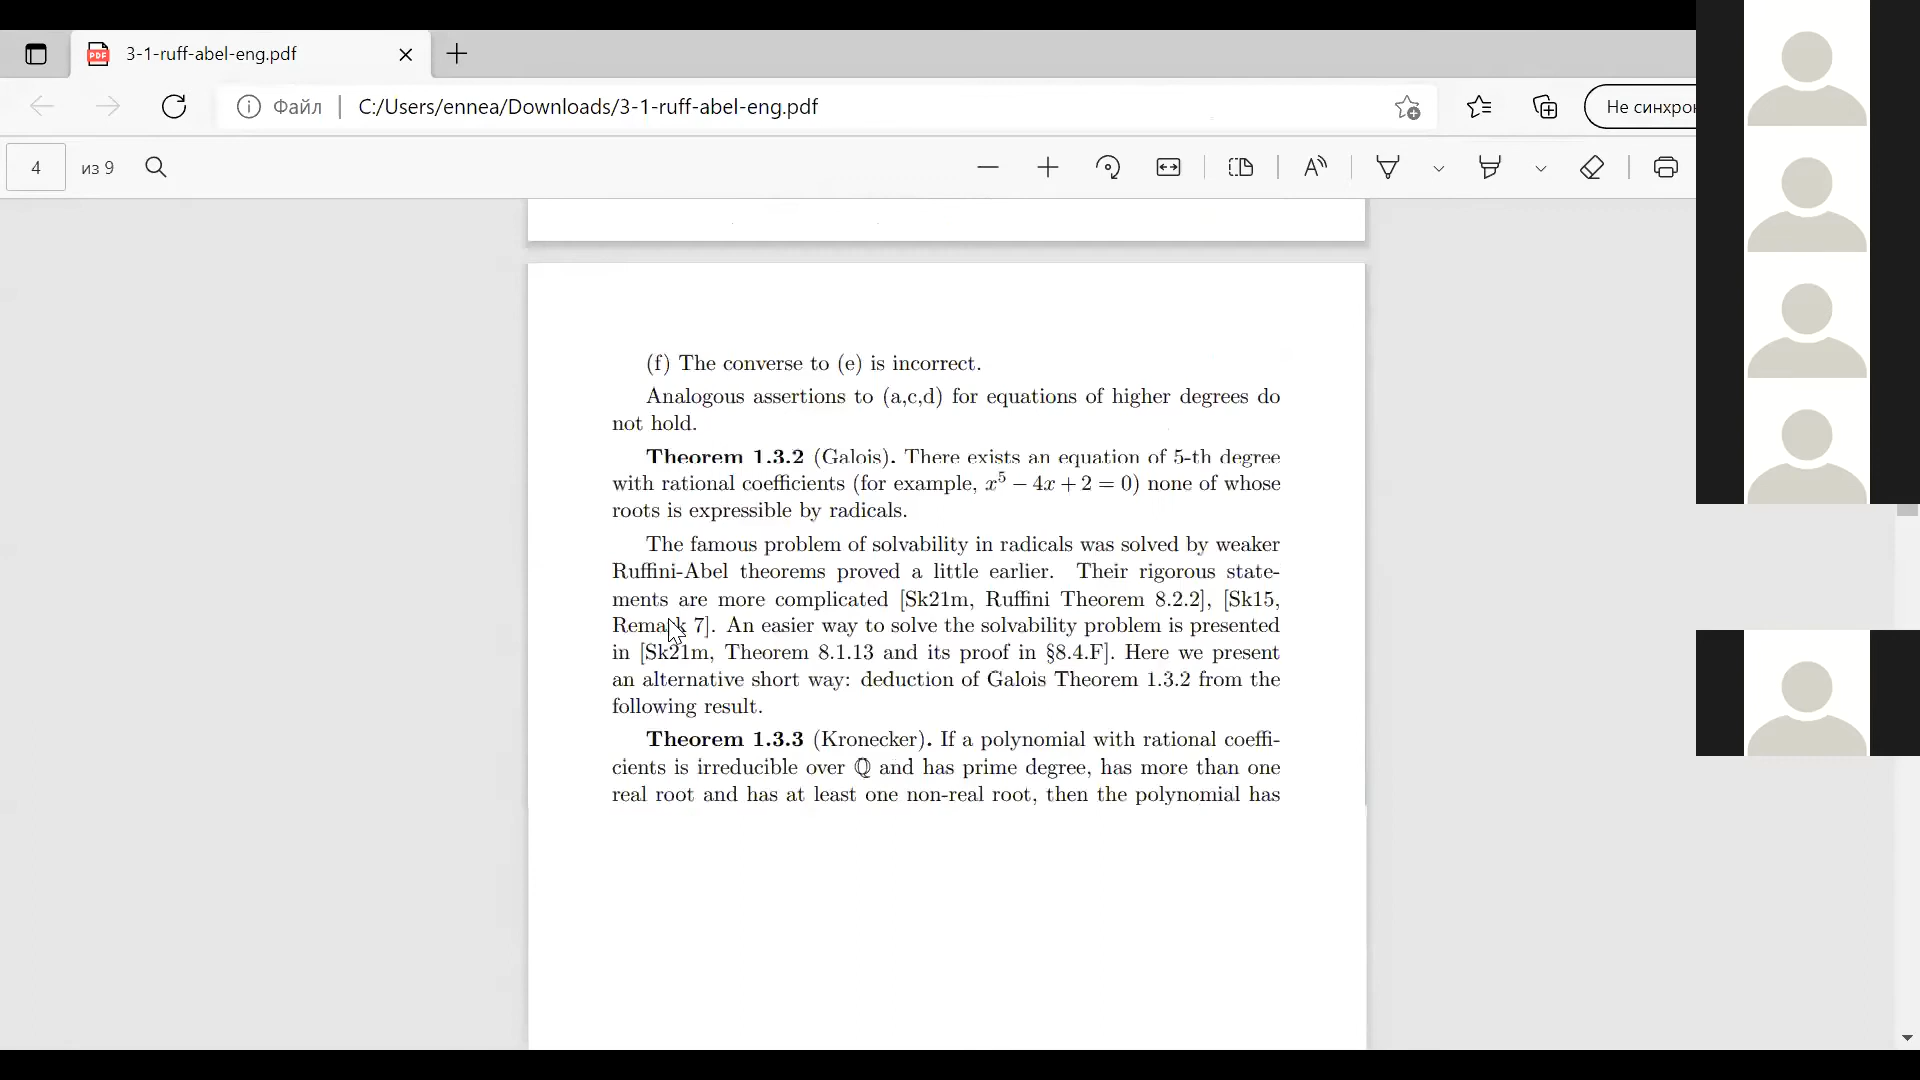 3-1-ruff-abel-eng.pdf
Файл | C:/Users/ennea/Downloads/3-1-ruff-abel-eng.pdf
Не синхро
4 из 9
(f) The converse to (e) is incorrect.
Analogous assertions to (a,c,d) for equations of higher degrees do
not hold.
Theorem 1.3.2 (Galois). There exists an equation of 5-th degree
with rational coefficients (for example, x⁵ − 4x + 2 = 0) none of whose
roots is expressible by radicals.
The famous problem of solvability in radicals was solved by weaker
Ruffini-Abel theorems proved a little earlier. Their rigorous state-
ments are more complicated [Sk21m, Ruffini Theorem 8.2.2], [Sk15,
Remark 7]. An easier way to solve the solvability problem is presented
in [Sk21m, Theorem 8.1.13 and its proof in §8.4.F]. Here we present
an alternative short way: deduction of Galois Theorem 1.3.2 from the
following result.
Theorem 1.3.3 (Kronecker). If a polynomial with rational coeffi-
cients is irreducible over ℚ and has prime degree, has more than one
real root and has at least one non-real root, then the polynomial has